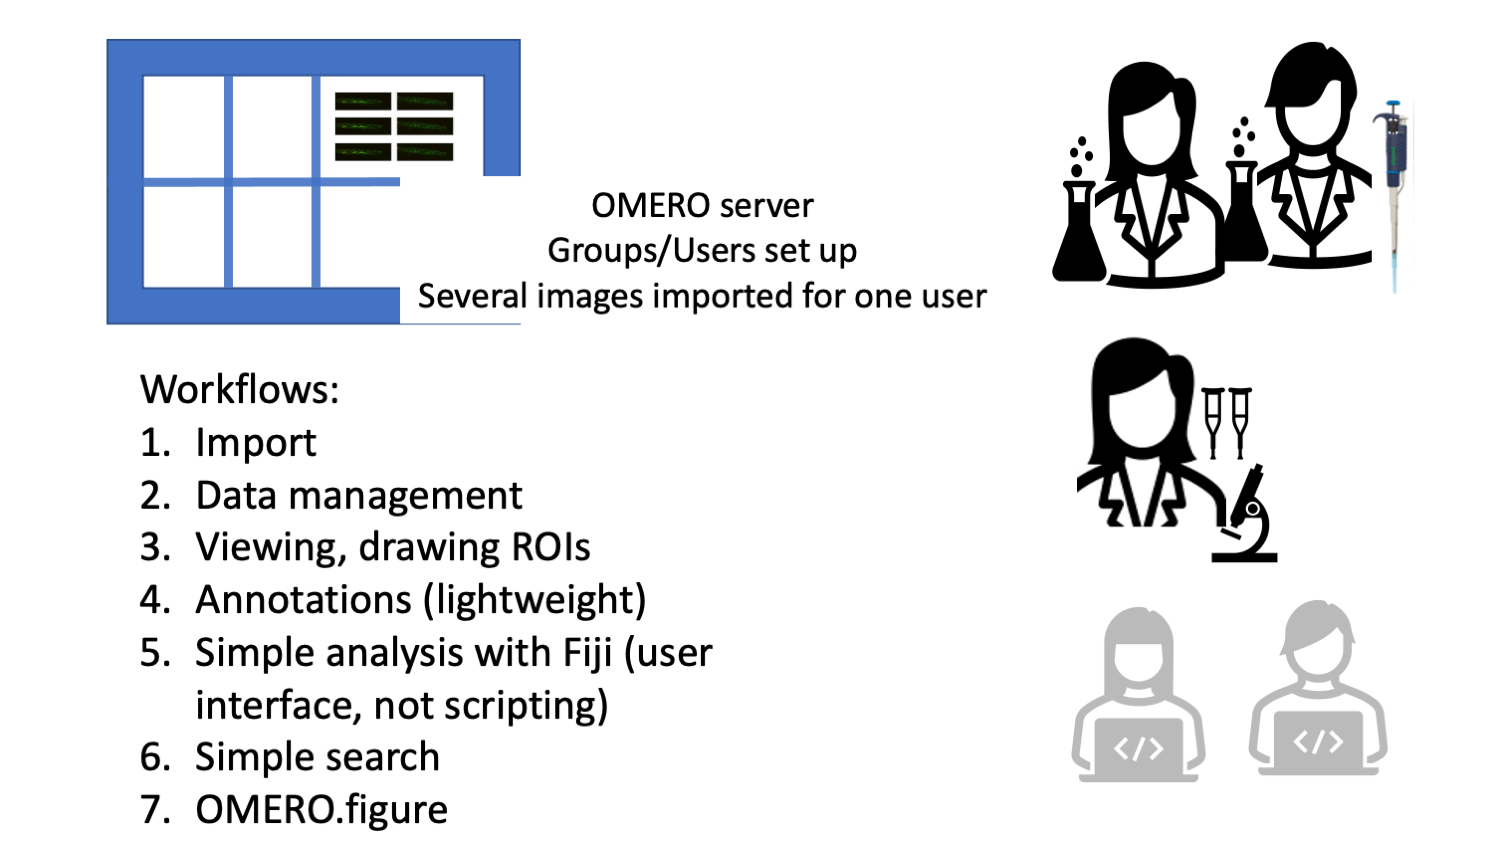 OMERO server
Groups/Users set up
Several images imported for one user
Workflows:
1. Import
2. Data management
3. Viewing, drawing ROIs
4. Annotations (lightweight)
5. Simple analysis with Fiji (user
interface, not scripting)
6. Simple search
7. OMERO.figure
</>
</>